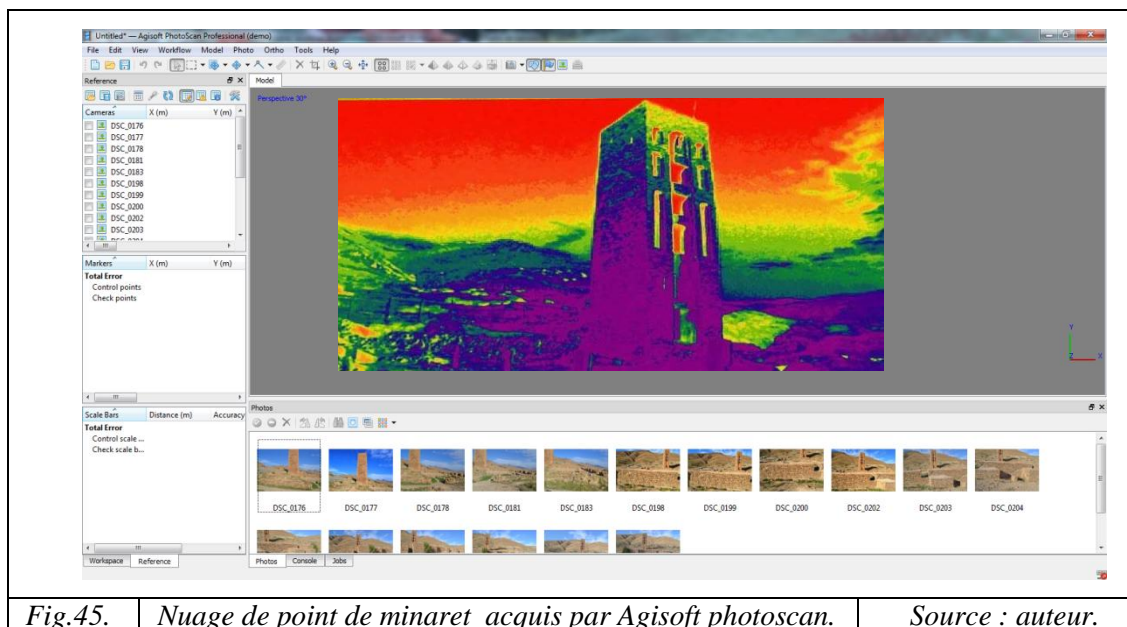 Untitled* — Agisoft PhotoScan Professional (demo)
File Edit View Workflow Model Photo Ortho Tools Help
Reference
Model
Cameras X (m) Y (m)
DSC_0176
DSC_0177
DSC_0178
DSC_0181
DSC_0183
DSC_0198
DSC_0199
DSC_0200
DSC_0202
DSC_0203
Perspective 30°
Y
Z X
Markers X (m) Y (m)
Total Error
Control points
Check points
Scale Bars Distance (m) Accuracy
Total Error
Control scale ...
Check scale b...
Photos
DSC_0176 DSC_0177 DSC_0178 DSC_0181 DSC_0183 DSC_0198 DSC_0199 DSC_0200 DSC_0202 DSC_0203 DSC_0204
Workspace Reference
Photos Console Jobs
Fig.45. Nuage de point de minaret acquis par Agisoft photoscan. Source : auteur.